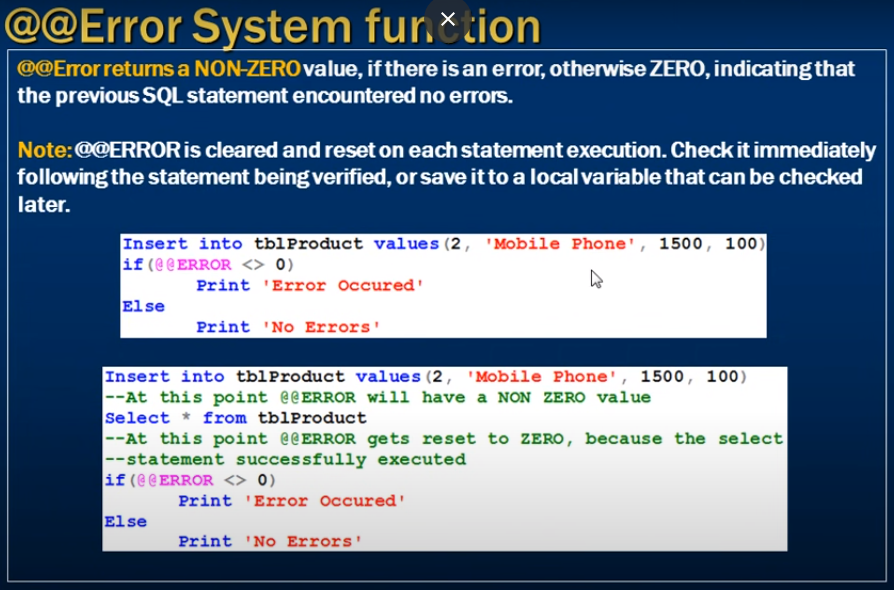 @@Error System function
@@Error returns a NON-ZERO value, if there is an error, otherwise ZERO, indicating that
the previous SQL statement encountered no errors.
Note: @@ERROR is cleared and reset on each statement execution. Check it immediately
following the statement being verified, or save it to a local variable that can be checked
later.
Insert into tblProduct values(2, 'Mobile Phone', 1500, 100)
if(@@ERROR <> 0)
Print 'Error Occured'
Else
Print 'No Errors'
Insert into tblProduct values(2, 'Mobile Phone', 1500, 100)
--At this point @@ERROR will have a NON ZERO value
Select * from tblProduct
--At this point @@ERROR gets reset to ZERO, because the select
--statement successfully executed
if(@@ERROR <> 0)
Print 'Error Occured'
Else
Print 'No Errors'